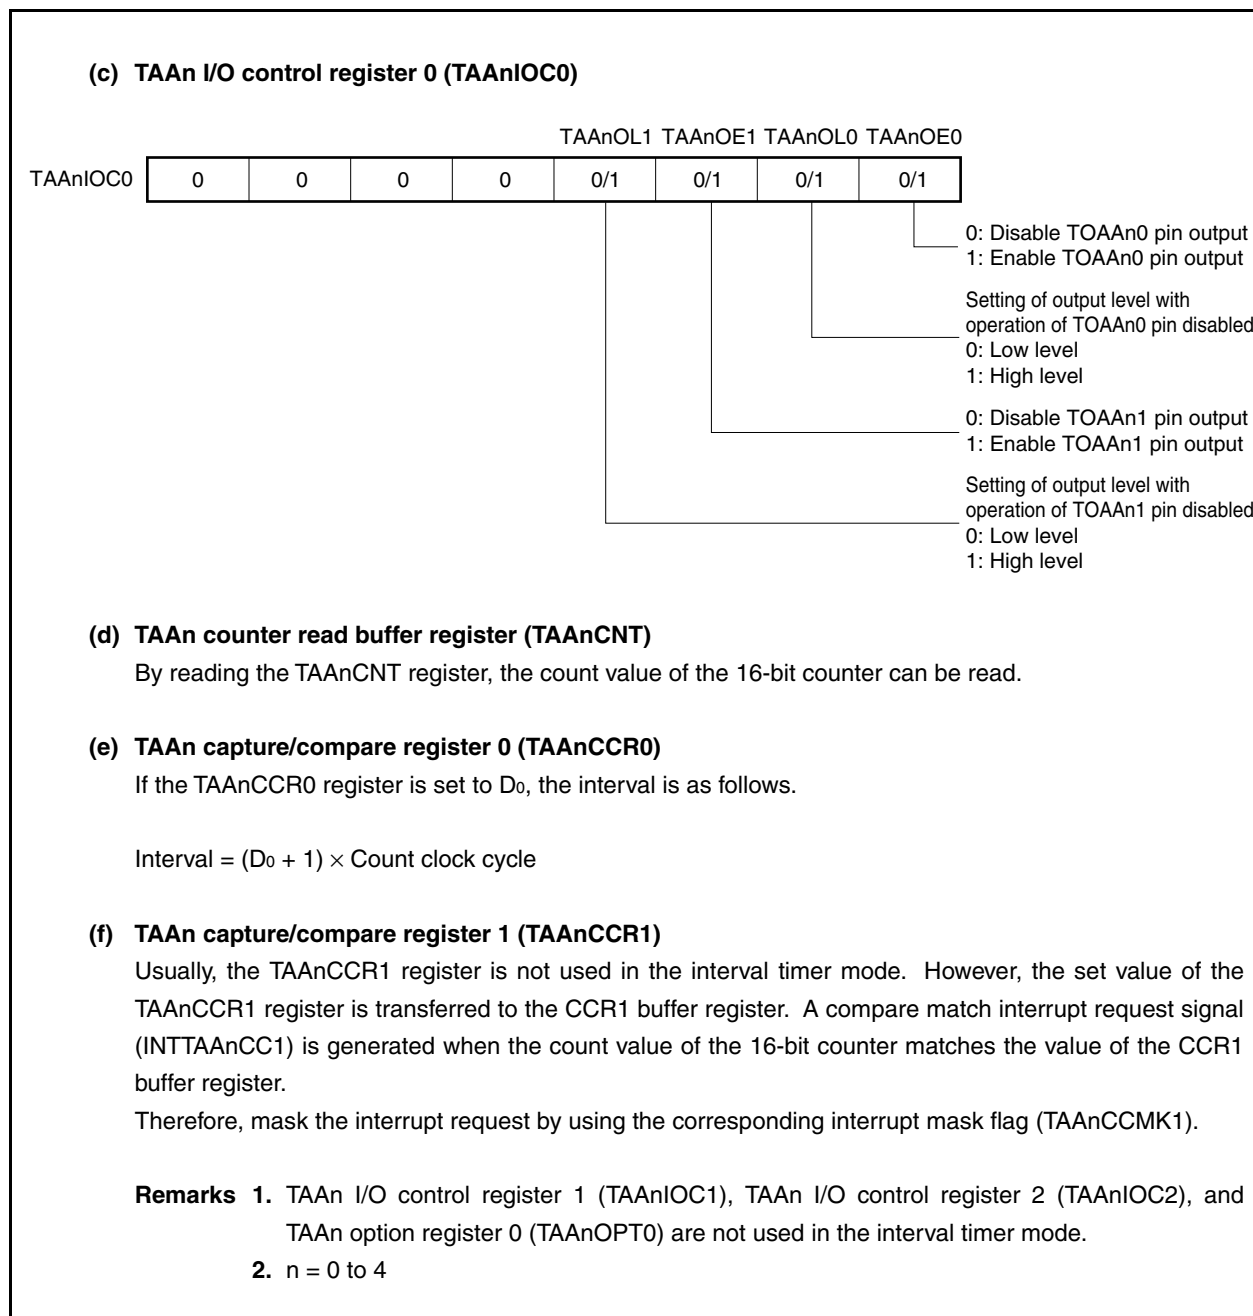 (c) TAAn I/O control register 0 (TAAnIOC0)
TAAnOL1 TAAnOE1 TAAnOL0 TAAnOE0
TAAnIOC0 0 0 0 0 0/1 0/1 0/1 0/1
0: Disable TOAAn0 pin output
1: Enable TOAAn0 pin output
Setting of output level with
operation of TOAAn0 pin disabled
0: Low level
1: High level
0: Disable TOAAn1 pin output
1: Enable TOAAn1 pin output
Setting of output level with
operation of TOAAn1 pin disabled
0: Low level
1: High level
(d) TAAn counter read buffer register (TAAnCNT)
By reading the TAAnCNT register, the count value of the 16-bit counter can be read.
(e) TAAn capture/compare register 0 (TAAnCCR0)
If the TAAnCCR0 register is set to D0, the interval is as follows.
Interval = (D0 + 1) × Count clock cycle
(f) TAAn capture/compare register 1 (TAAnCCR1)
Usually, the TAAnCCR1 register is not used in the interval timer mode. However, the set value of the
TAAnCCR1 register is transferred to the CCR1 buffer register. A compare match interrupt request signal
(INTTAAnCC1) is generated when the count value of the 16-bit counter matches the value of the CCR1
buffer register.
Therefore, mask the interrupt request by using the corresponding interrupt mask flag (TAAnCCMK1).
Remarks 1. TAAn I/O control register 1 (TAAnIOC1), TAAn I/O control register 2 (TAAnIOC2), and
TAAn option register 0 (TAAnOPT0) are not used in the interval timer mode.
2. n = 0 to 4